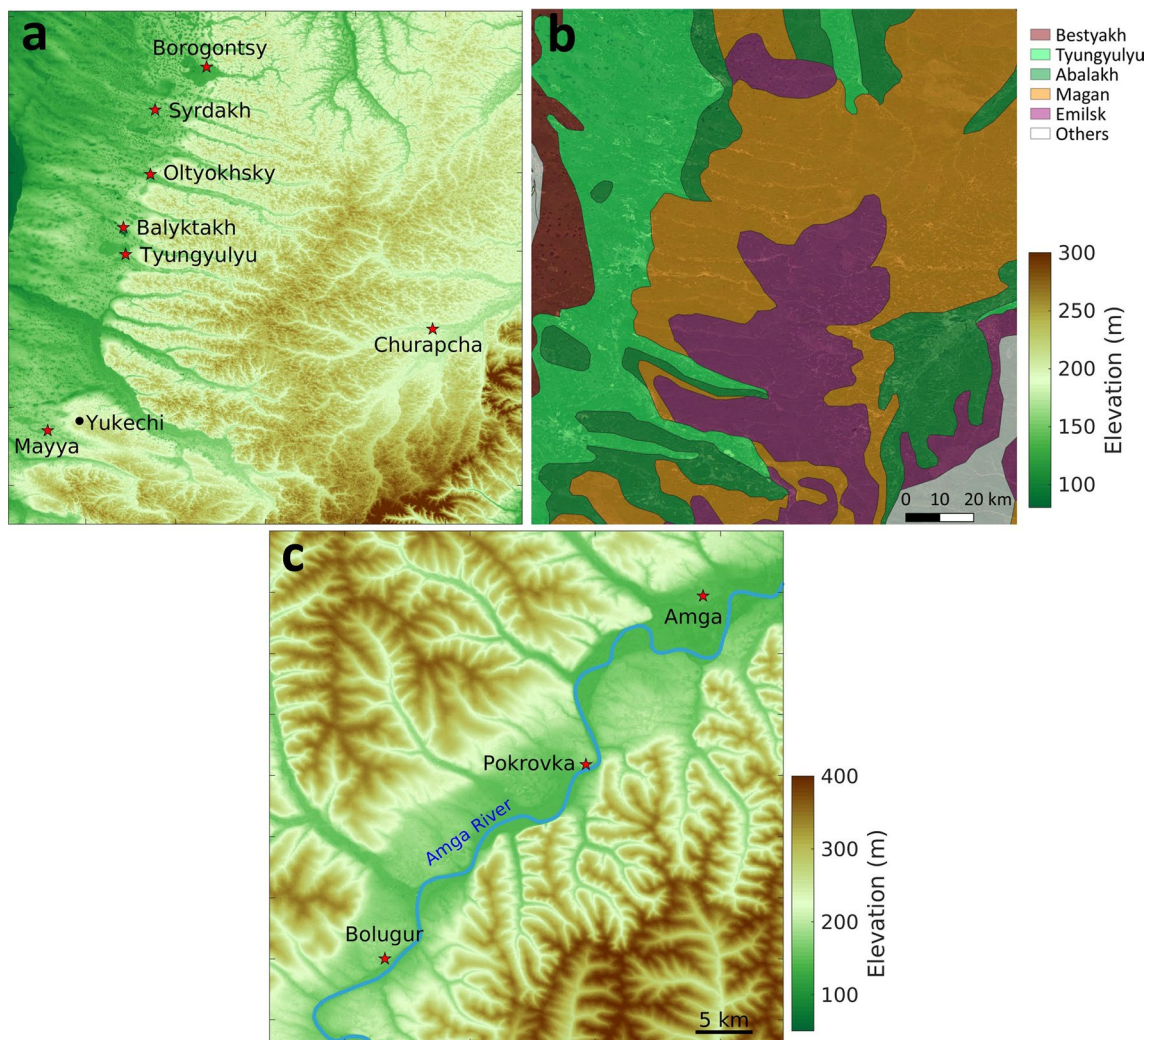 a
Borogontsy
Syrdakh
Oltyokhsky
Balyktakh
Tyungyulyu
Churapcha
Yukechi
Mayya
b
0 10 20 km
Bestyakh
Tyungyulyu
Abalakh
Magan
Emilsk
Others
300
250
200
150
100
Elevation (m)
c
Amga
Pokrovka
Amga River
Bolugur
5 km
400
300
200
100
Elevation (m)